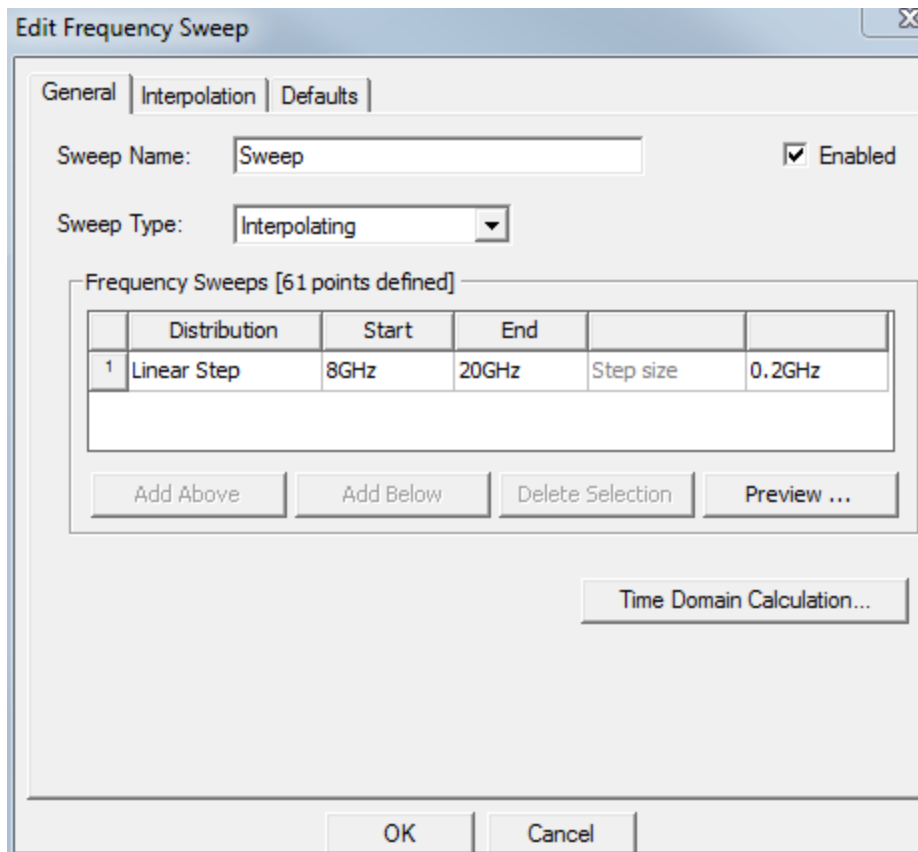 Edit Frequency Sweep
General Interpolation Defaults
Sweep Name: Sweep Enabled
Sweep Type: Interpolating
Frequency Sweeps [61 points defined]
Distribution Start End
1 Linear Step 8GHz 20GHz Step size 0.2GHz
Add Above Add Below Delete Selection Preview ...
Time Domain Calculation...
OK Cancel